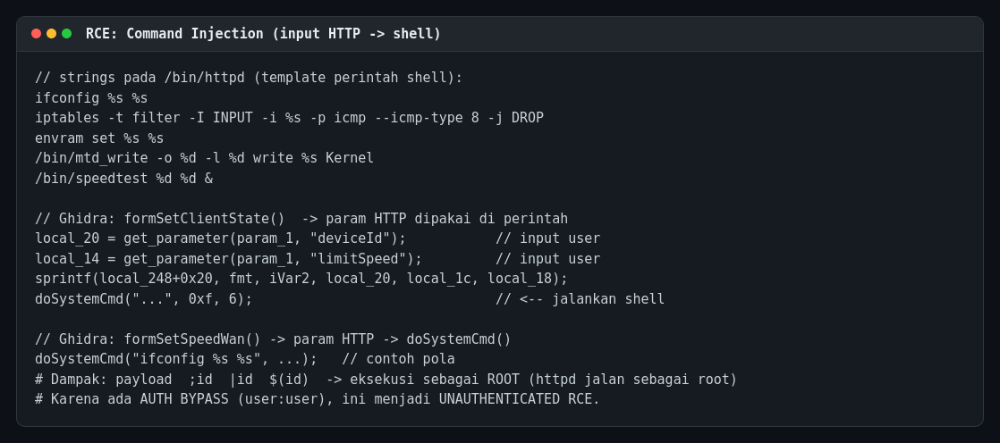 RCE: Command Injection (input HTTP -> shell)
// strings pada /bin/httpd (template perintah shell):
ifconfig %s %s
iptables -t filter -I INPUT -i %s -p icmp --icmp-type 8 -j DROP
envram set %s %s
/bin/mtd_write -o %d -l %d write %s Kernel
/bin/speedtest %d %d &
// Ghidra: formSetClientState()  -> param HTTP dipakai di perintah
local_20 = get_parameter(param_1, "deviceId");           // input user
local_14 = get_parameter(param_1, "limitSpeed");         // input user
sprintf(local_248+0x20, fmt, iVar2, local_20, local_1c, local_18);
doSystemCmd("...", 0xf, 6);                              // <-- jalankan shell
// Ghidra: formSetSpeedWan() -> param HTTP -> doSystemCmd()
doSystemCmd("ifconfig %s %s", ...);   // contoh pola
# Dampak: payload  ;id  |id  $(id)  -> eksekusi sebagai ROOT (httpd jalan sebagai root)
# Karena ada AUTH BYPASS (user:user), ini menjadi UNAUTHENTICATED RCE.